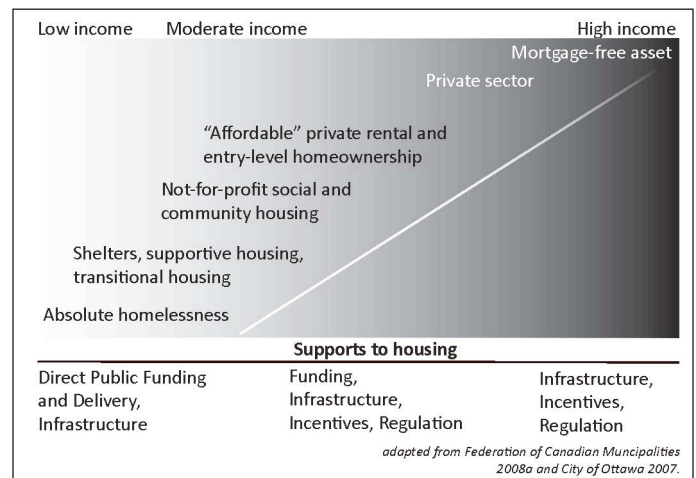 Low income Moderate income High income
Mortgage-free asset
Private sector
“Affordable” private rental and
entry-level homeownership
Not-for-profit social and
community housing
Shelters, supportive housing,
transitional housing
Absolute homelessness
Supports to housing
Direct Public Funding
and Delivery,
Infrastructure
Funding,
Infrastructure,
Incentives, Regulation
Infrastructure,
Incentives,
Regulation
adapted from Federation of Canadian Muncipalities
2008a and City of Ottawa 2007.